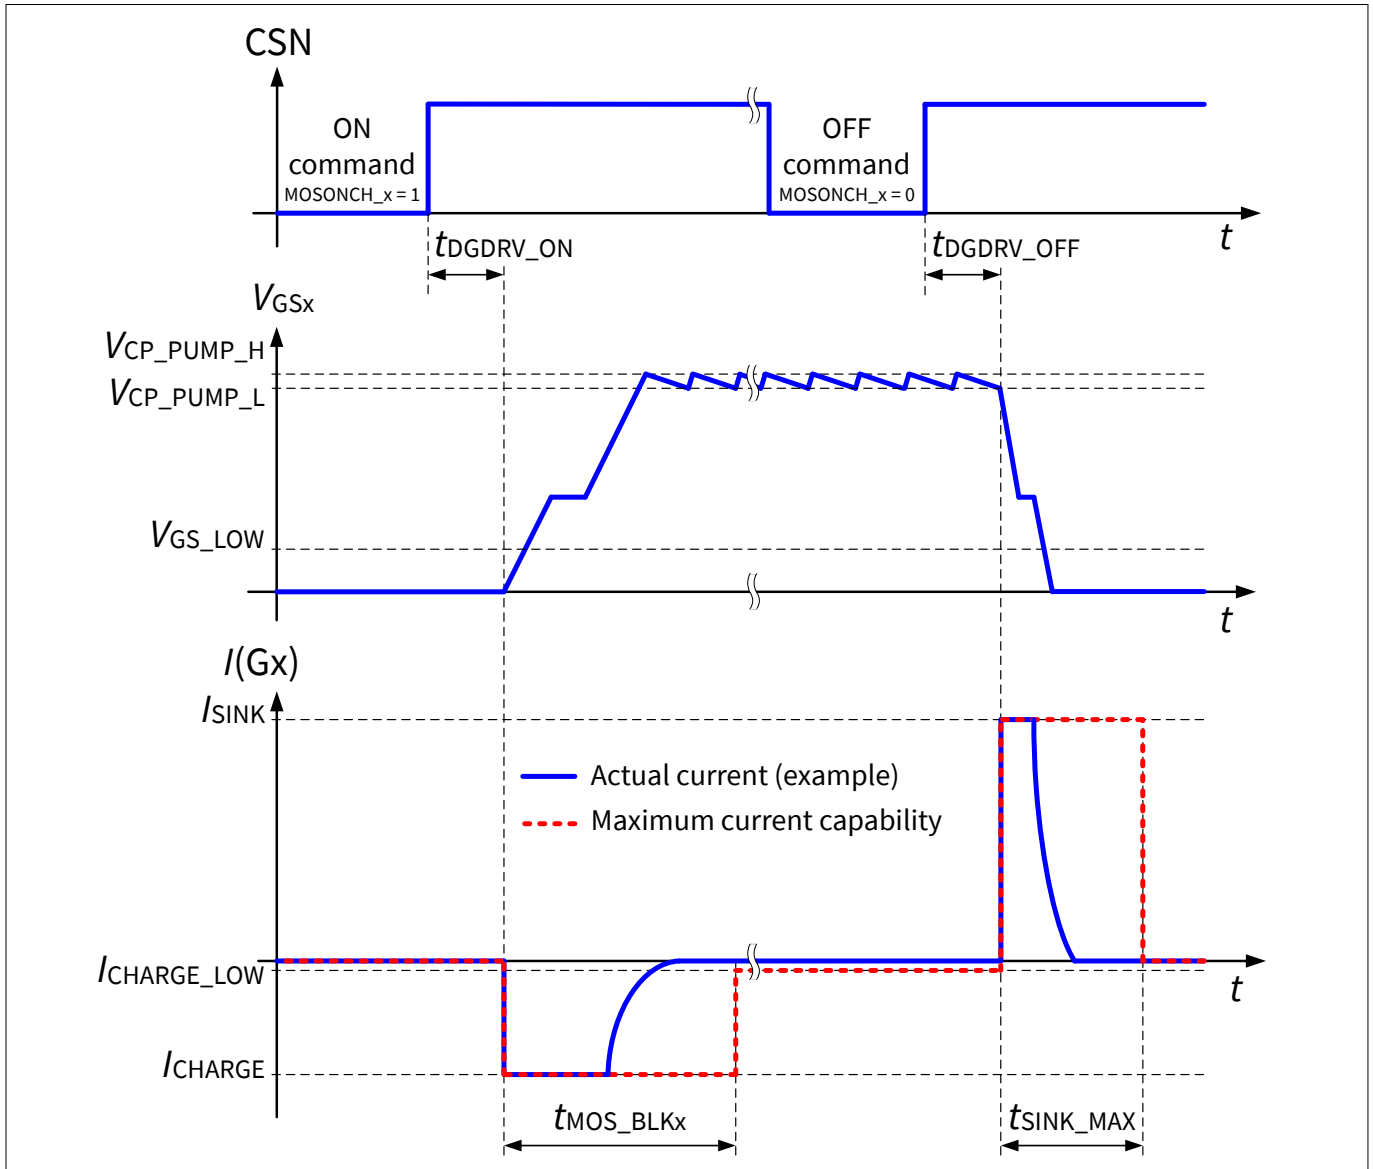 CSN
ON
command
MOSONCH_x = 1
OFF
command
MOSONCH_x = 0
t
tDGDRV_ON
tDGDRV_OFF
VGSx
VCP_PUMP_H
VCP_PUMP_L
VGS_LOW
t
I(Gx)
ISINK
Actual current (example)
Maximum current capability
ICHARGE_LOW
t
ICHARGE
tMOS_BLKx
tSINK_MAX